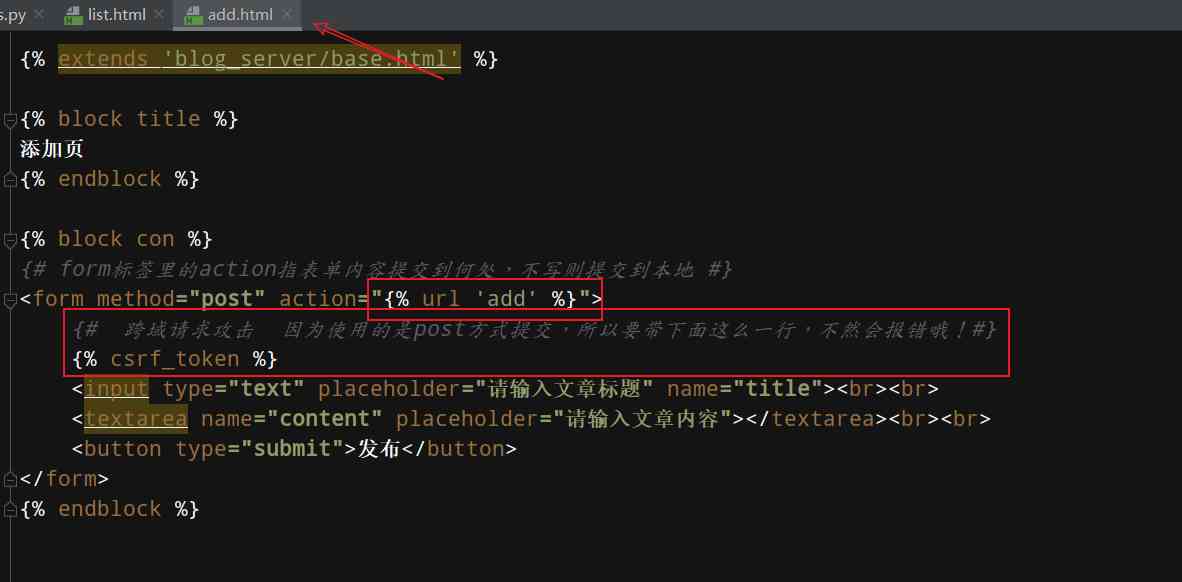 s.py
list.html
add.html
{% extends 'blog_server/base.html' %}
{% block title %}
添加页
{% endblock %}
{% block con %}
{# form标签里的action指表单内容提交到何处，不写则提交到本地 #}
<form method="post" action="{% url 'add' %}">
{#  跨域请求攻击  因为使用的是post方式提交，所以要带下面这么一行，不然会报错哦！#}
{% csrf_token %}
<input type="text" placeholder="请输入文章标题" name="title"><br><br>
<textarea name="content" placeholder="请输入文章内容"></textarea><br><br>
<button type="submit">发布</button>
</form>
{% endblock %}